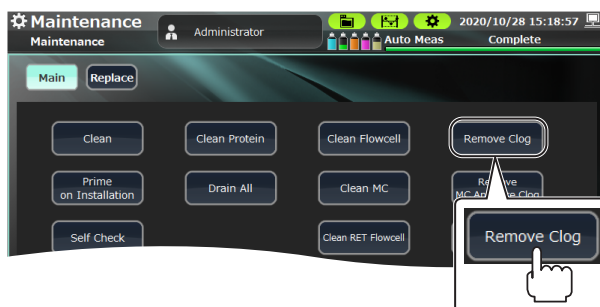 Maintenance
Administrator
2020/10/28 15:18:57
Maintenance
Auto Meas
Complete
Main
Replace
Clean
Clean Protein
Clean Flowcell
Remove Clog
Prime
on Installation
Drain All
Clean MC
Self Check
Clean RET Flowcell
Remove Clog